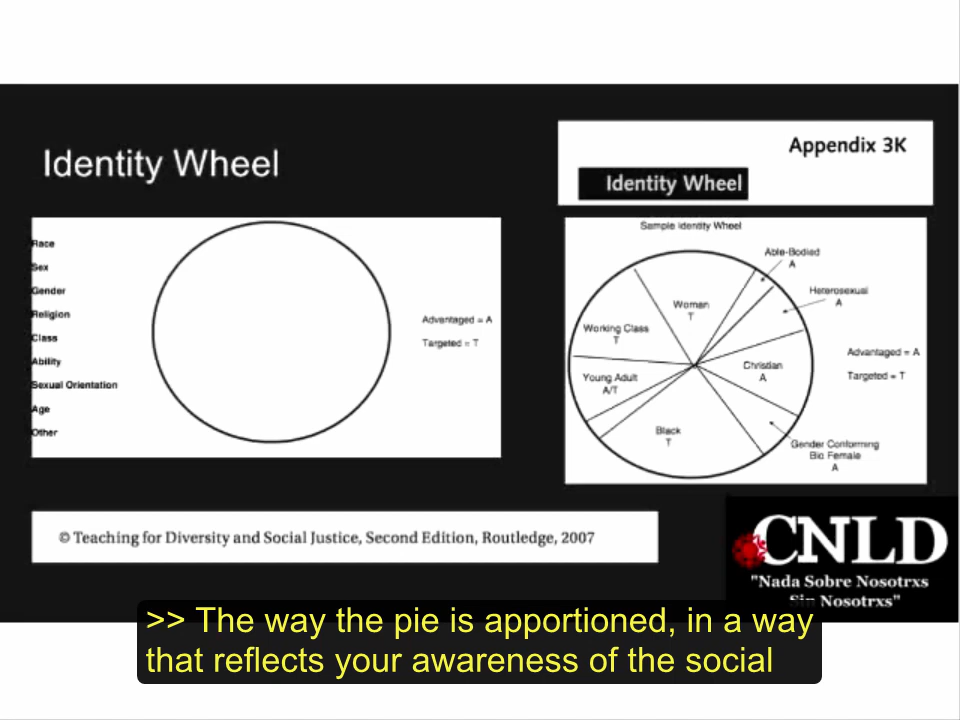 Identity Wheel
Appendix 3K
Identity Wheel
Race
Sex
Gender
Religion
Class
Ability
Sexual Orientation
Age
Other
Advantaged = A
Targeted = T
Sample Identity Wheel
Able-Bodied
A
Heterosexual
A
Woman
T
Working Class
T
Christian
A
Advantaged = A
Targeted = T
Young Adult
A/T
Black
T
Gender Conforming
Bio Female
A
© Teaching for Diversity and Social Justice, Second Edition, Routledge, 2007
CNLD
"Nada Sobre Nosotrxs
Sin Nosotrxs"
>> The way the pie is apportioned, in a way
that reflects your awareness of the social